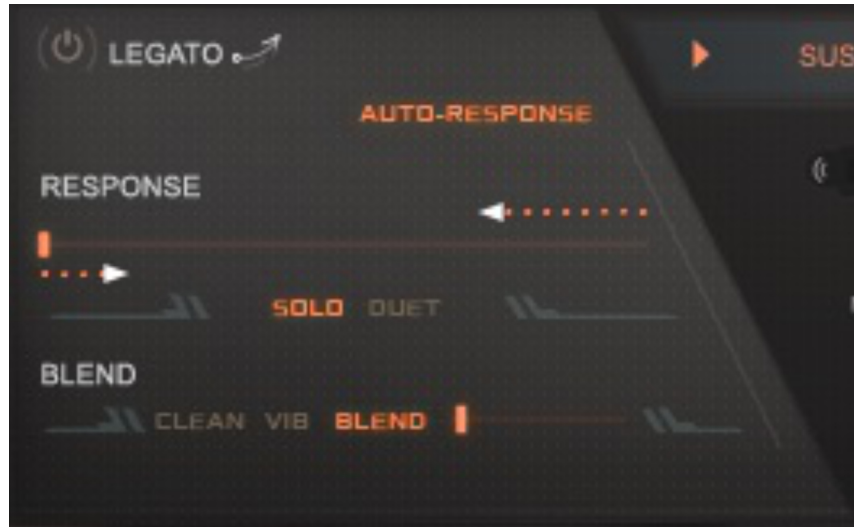 LEGATO
SUS
AUTO-RESPONSE
RESPONSE
SOLO DUET
BLEND
CLEAN VIB BLEND